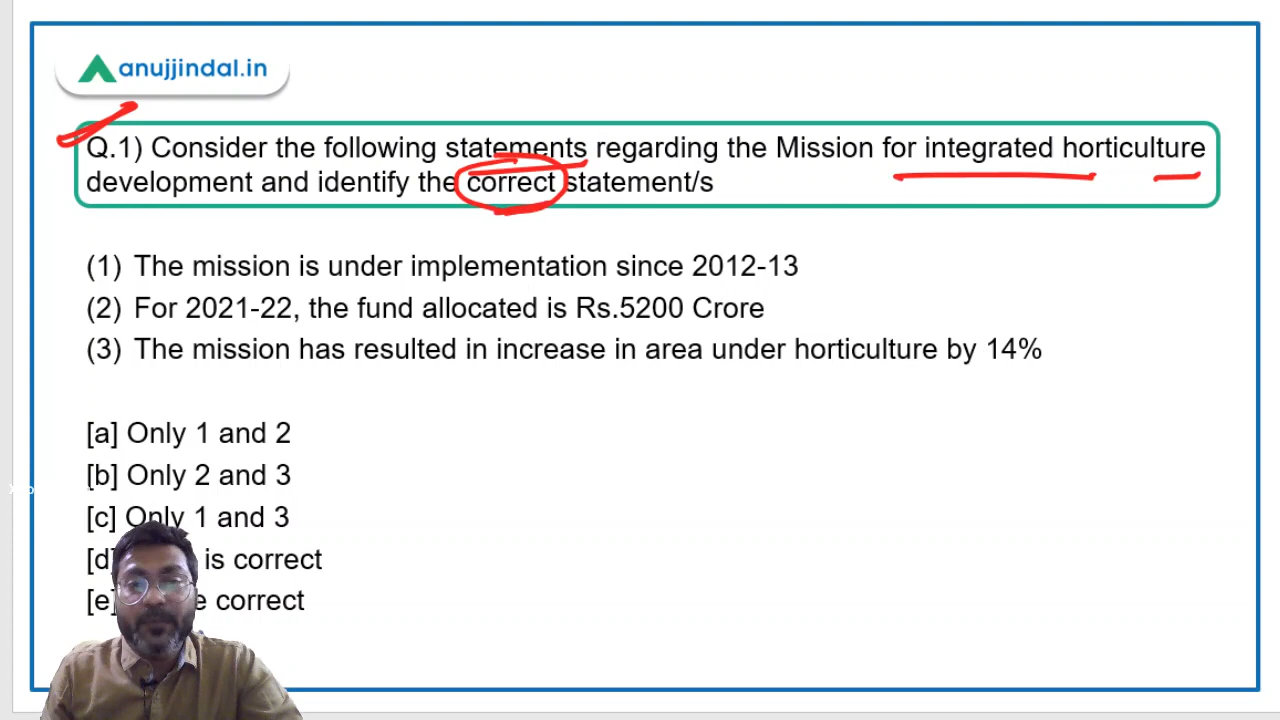 anujjindal.in
Q.1) Consider the following statements regarding the Mission for integrated horticulture
development and identify the correct statement/s
(1) The mission is under implementation since 2012-13
(2) For 2021-22, the fund allocated is Rs.5200 Crore
(3) The mission has resulted in increase in area under horticulture by 14%
[a] Only 1 and 2
[b] Only 2 and 3
[c] Only 1 and 3
[d] is correct
[e] correct